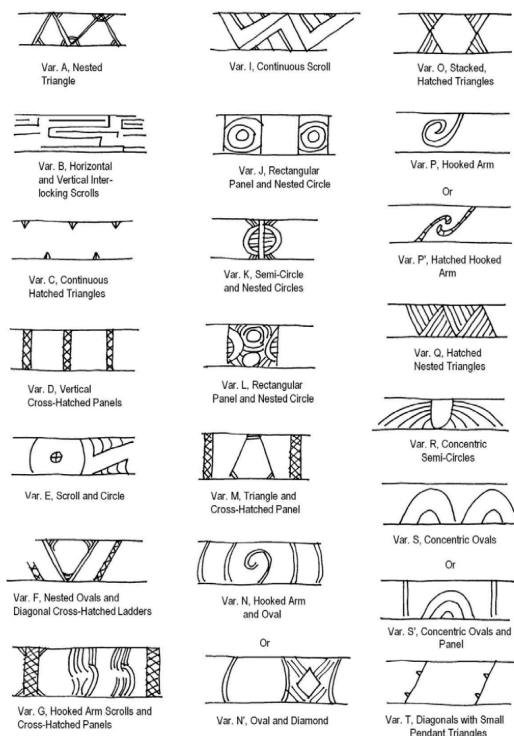 Var. A, Nested
Triangle
Var. B, Horizontal
and Vertical Inter-
locking Scrolls
Var. C, Continuous
Hatched Triangles
Var. D, Vertical
Cross-Hatched Panels
Var. E, Scroll and Circle
Var. F, Nested Ovals and
Diagonal Cross-Hatched Ladders
Var. G, Hooked Arm Scrolls and
Cross-Hatched Panels
Var. I, Continuous Scroll
Var. J, Rectangular
Panel and Nested Circle
Var. K, Semi-Circle
and Nested Circles
Var. L, Rectangular
Panel and Nested Circle
Var. M, Triangle and
Cross-Hatched Panel
Var. N, Hooked Arm
and Oval
Or
Var. N', Oval and Diamond
Var. O, Stacked,
Hatched Triangles
Var. P, Hooked Arm
Or
Var. P', Hatched Hooked
Arm
Var. Q, Hatched
Nested Triangles
Var. R, Concentric
Semi-Circles
Var. S, Concentric Ovals
Or
Var. S', Concentric Ovals and
Panel
Var. T, Diagonals with Small
Pendant Triangles